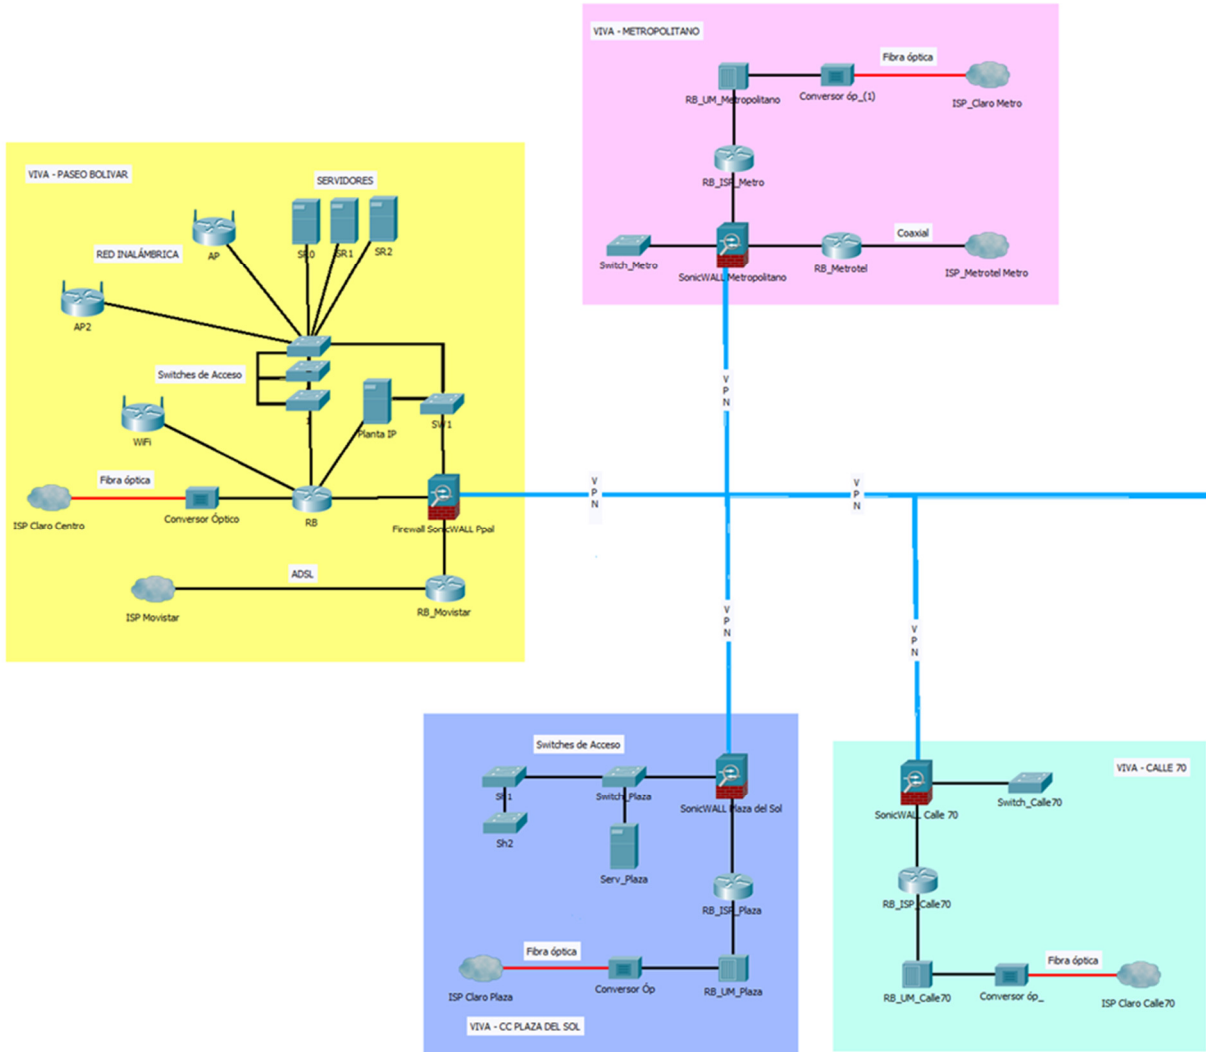 VIVA - METROPOLITANO
Fibra óptica
RB_UM_Metropolitano
Conversor óp_(1)
ISP_Claro Metro
RB_ISP_Metro
Coaxial
Switch_Metro
SonicWALL Metropolitano
RB_Metrotel
ISP_Metrotel Metro
VIVA - PASEO BOLIVAR
SERVIDORES
AP
SR0
SR1
SR2
RED INALÁMBRICA
AP2
Switches de Acceso
WiFi
Planta IP
SW1
Fibra óptica
ISP Claro Centro
Conversor Óptico
RB
Firewall SonicWALL Ppal
ADSL
ISP Movistar
RB_Movistar
VPN
VPN
VPN
VPN
VPN
Switches de Acceso
Switch_Plaza
SonicWALL Plaza del Sol
Sh2
Serv_Plaza
RB_ISP_Plaza
Fibra óptica
ISP Claro Plaza
Conversor Óp
RB_UM_Plaza
VIVA - CC PLAZA DEL SOL
VIVA - CALLE 70
SonicWALL Calle 70
Switch_Calle70
RB_ISP_Calle70
Fibra óptica
RB_UM_Calle70
Conversor óp_
ISP Claro Calle70